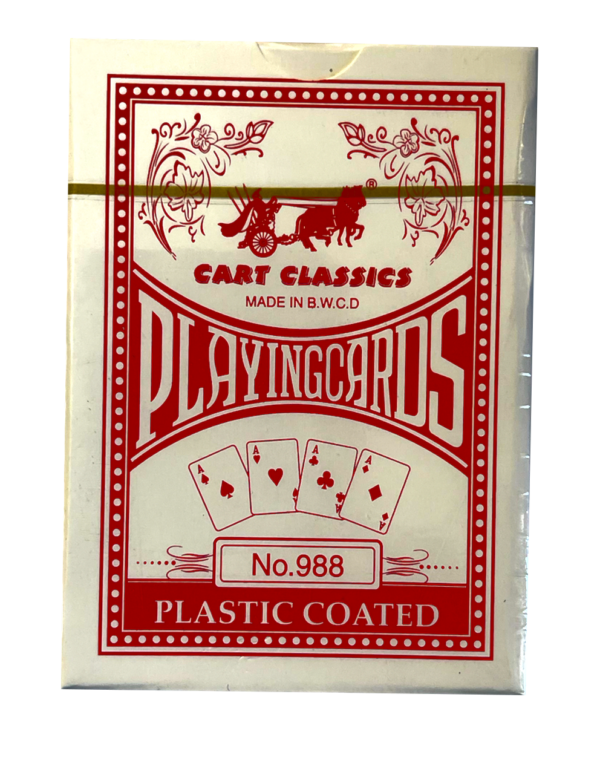 ®
CART CLASSICS
MADE IN B.W.C.D
PLAYINGCARDS
A A A A
No.988
PLASTIC COATED